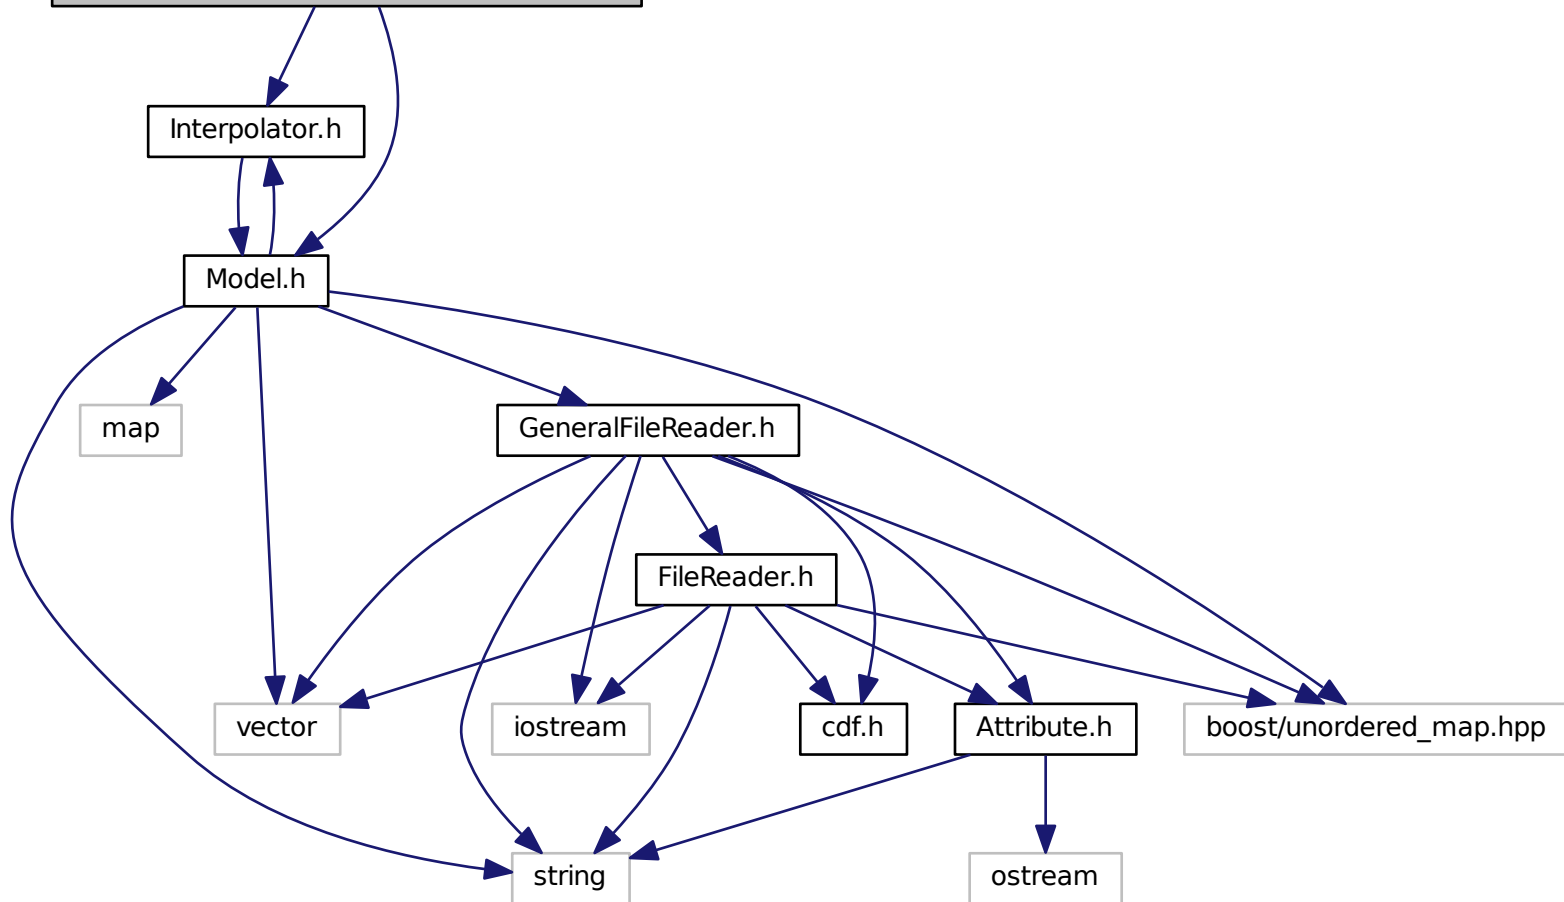 Interpolator.h
Model.h
map
GeneralFileReader.h
FileReader.h
vector
iostream
cdf.h
Attribute.h
boost/unordered_map.hpp
string
ostream